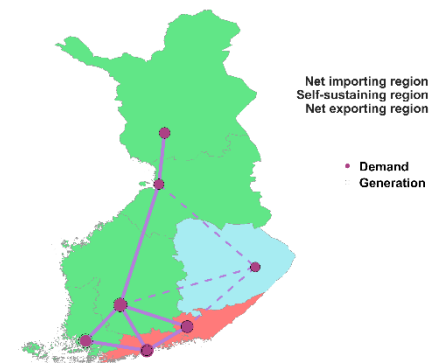 Net importing region
Self-sustaining region
Net exporting region
Demand
Generation